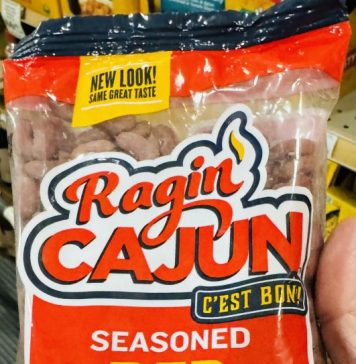 NEW LOOK!
SAME GREAT TASTE
Ragin'
CAJUN
C'EST BON!
SEASONED